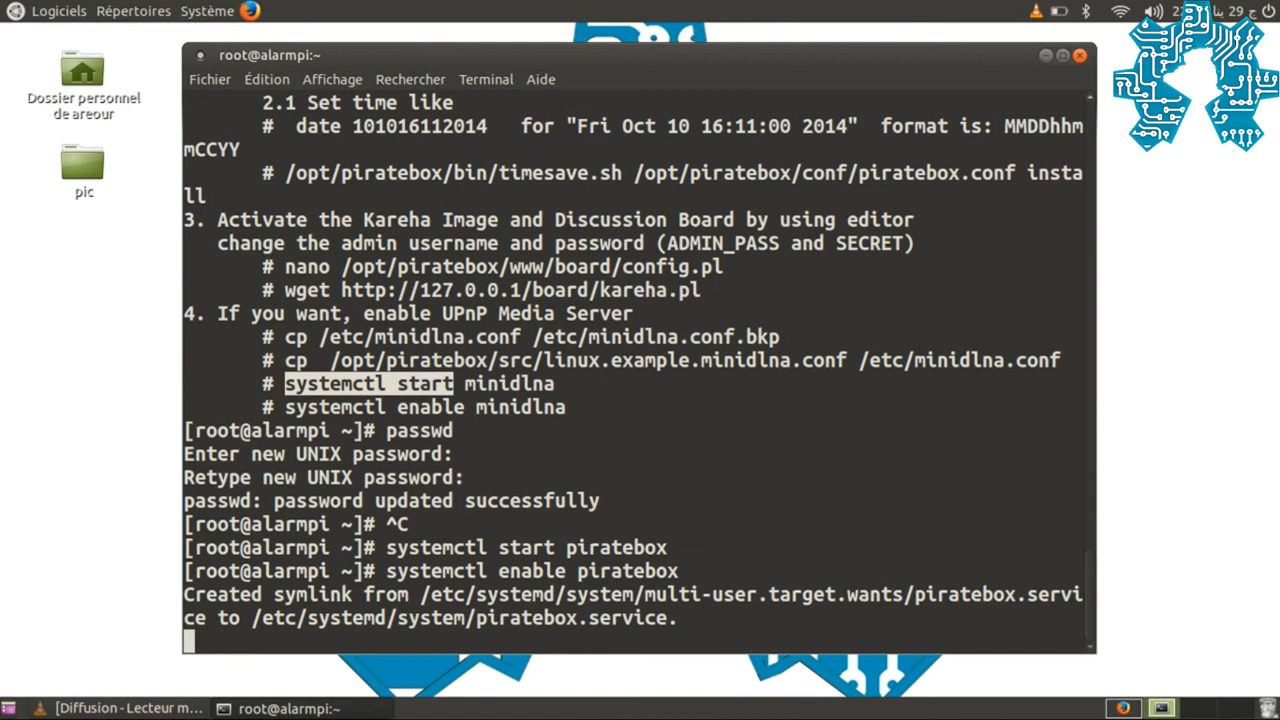 Logiciels Répertoires Système
ج 29 ينا
Dossier personnel
de areour
pic
root@alarmpi:~
Fichier Édition Affichage Rechercher Terminal Aide
2.1 Set time like
# date 101016112014 for "Fri Oct 10 16:11:00 2014" format is: MMDDhhm
mCCYY
# /opt/piratebox/bin/timesave.sh /opt/piratebox/conf/piratebox.conf insta
ll
3. Activate the Kareha Image and Discussion Board by using editor
change the admin username and password (ADMIN_PASS and SECRET)
# nano /opt/piratebox/www/board/config.pl
# wget http://127.0.0.1/board/kareha.pl
4. If you want, enable UPnP Media Server
# cp /etc/minidlna.conf /etc/minidlna.conf.bkp
# cp /opt/piratebox/src/linux.example.minidlna.conf /etc/minidlna.conf
# systemctl start minidlna
# systemctl enable minidlna
[root@alarmpi ~]# passwd
Enter new UNIX password:
Retype new UNIX password:
passwd: password updated successfully
[root@alarmpi ~]# ^C
[root@alarmpi ~]# systemctl start piratebox
[root@alarmpi ~]# systemctl enable piratebox
Created symlink from /etc/systemd/system/multi-user.target.wants/piratebox.servi
ce to /etc/systemd/system/piratebox.service.
[Diffusion - Lecteur m... root@alarmpi:~